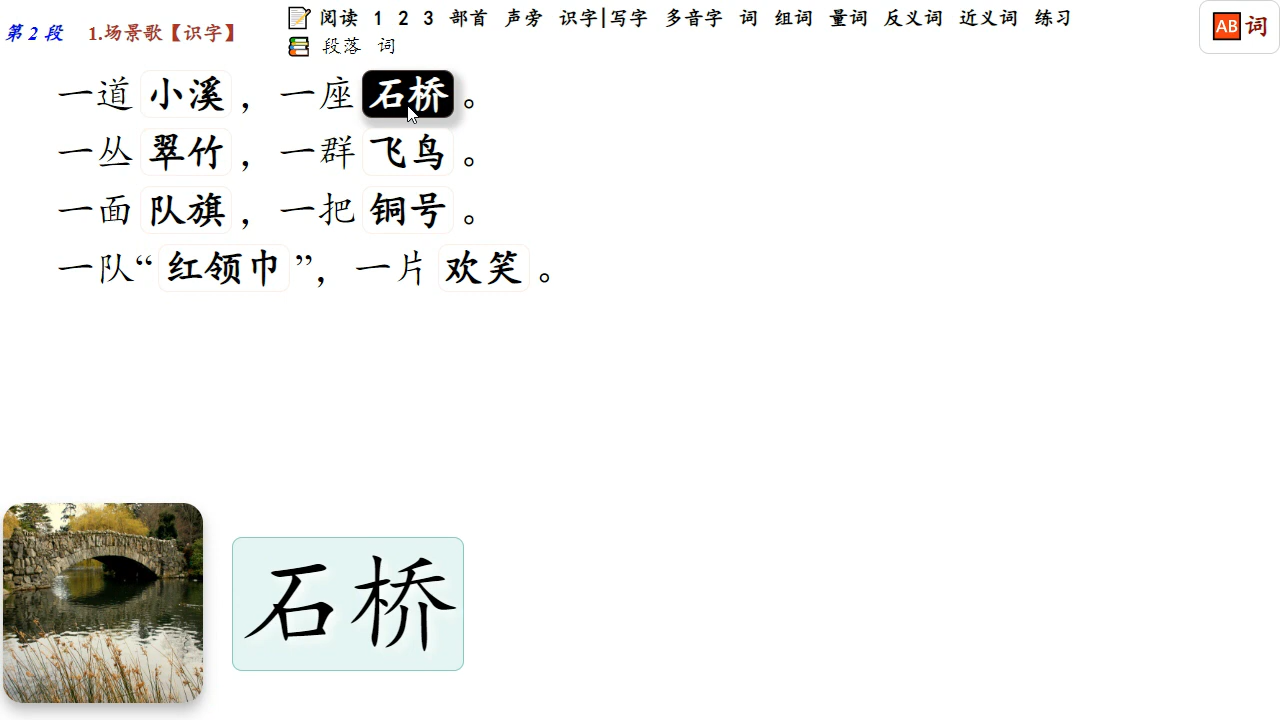 第 2 段 1.场景歌【识字】
阅读 1 2 3 部首 声旁 识字|写字 多音字 词 组词 量词 反义词 近义词 练习
段落 词
AB 词
一道 小溪 ，一座 石桥 。
一丛 翠竹 ，一群 飞鸟 。
一面 队旗 ，一把 铜号 。
一队“ 红领巾 ”，一片 欢笑 。
石桥